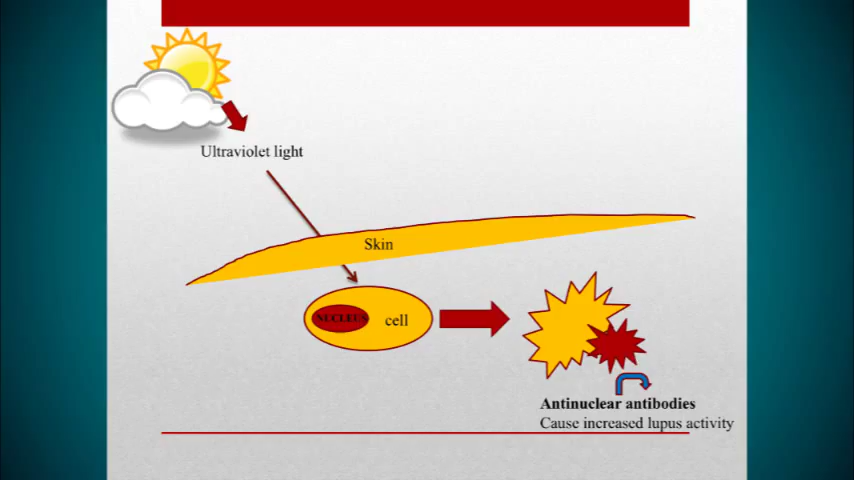 Ultraviolet light
Skin
NUCLEUS
cell
Antinuclear antibodies
Cause increased lupus activity